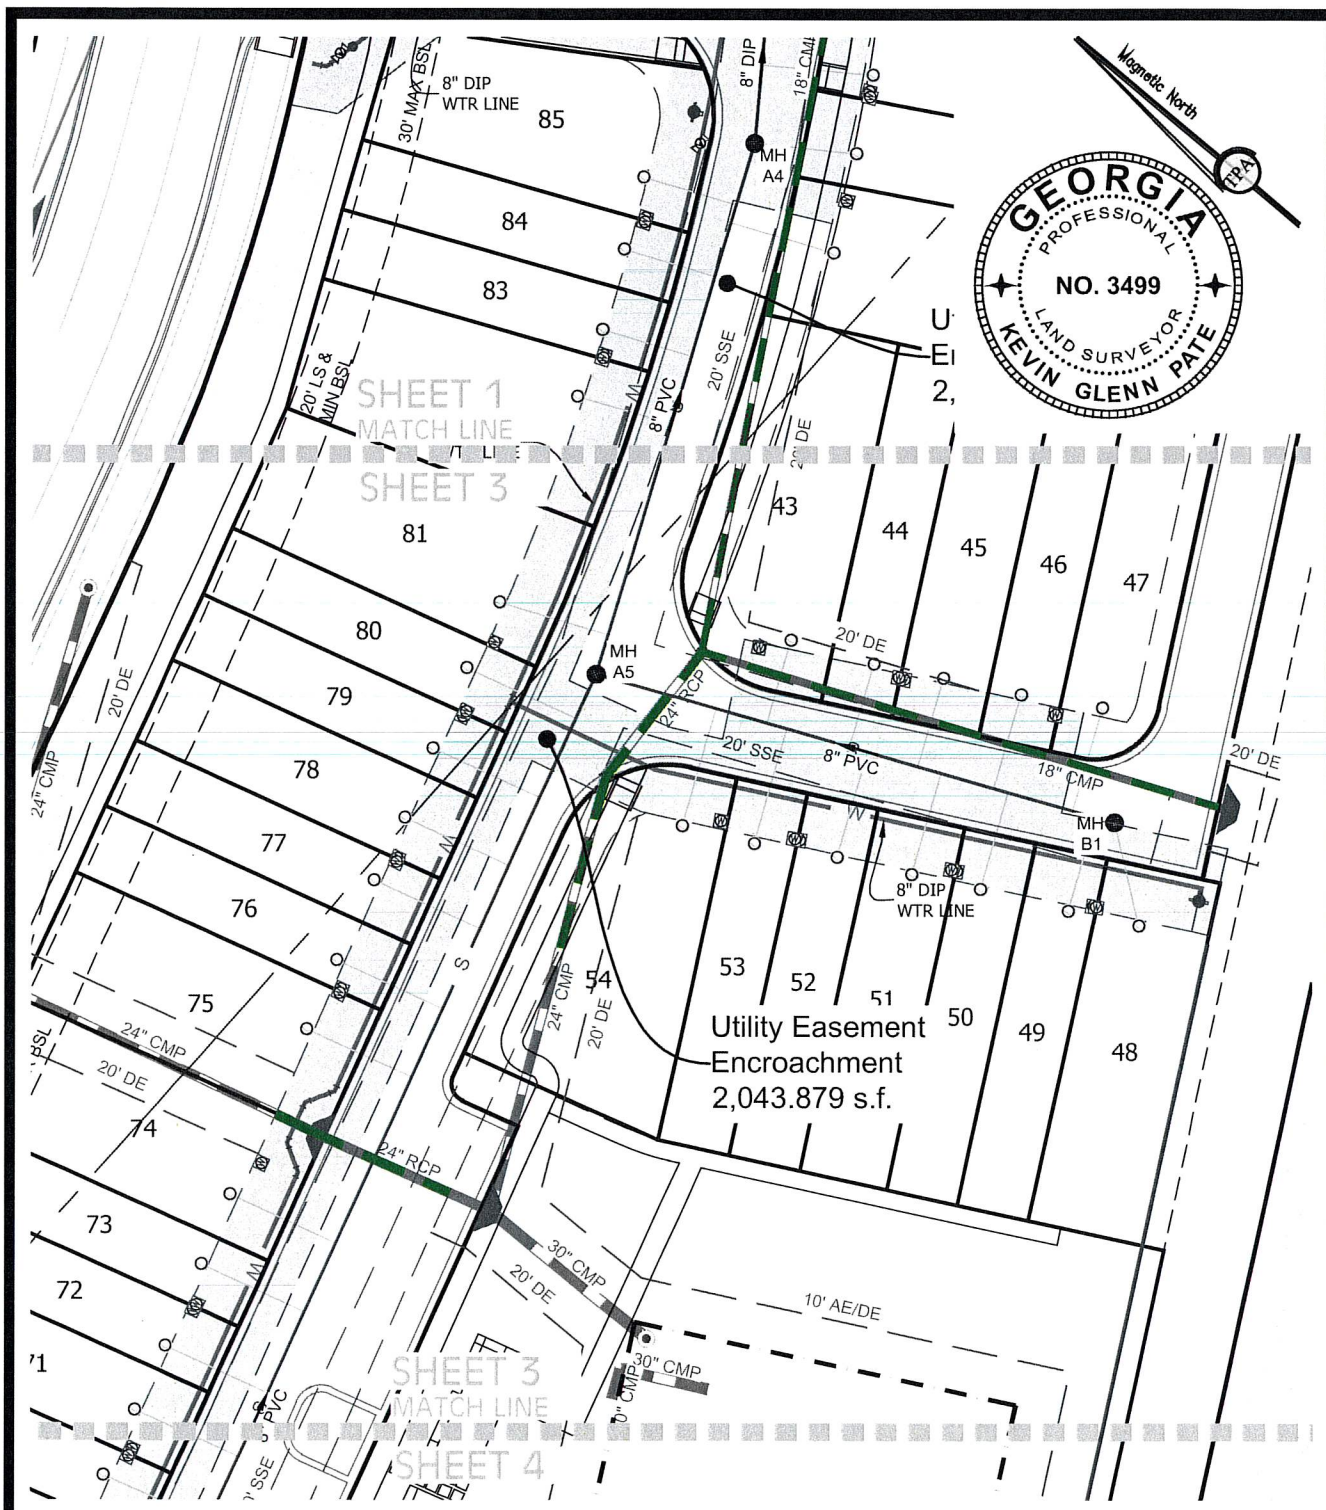 8" DIP
WTR LINE
30' MAX BSL
85
8" DIP
18" CMP
MH
A4
Magnetic North
TPA
GEORGIA
PROFESSIONAL
NO. 3499
LAND SURVEYOR
KEVIN GLENN PATE
84
83
20' SSE
8" PVC
20' LS &
MIN BSL
W
SHEET 1
MATCH LINE
SHEET 3
20' DE
81
43
44
45
46
47
80
MH
A5
20' DE
24" RCP
20' DE
79
20' SSE
8" PVC
18" CMP
20' DE
78
24" CMP
77
W
W
MH
B1
76
8" DIP
WTR LINE
S
75
54
53
52
51
50
49
48
24" CMP
20' DE
24" CMP
20' DE
BSL
Utility Easement
Encroachment
2,043.879 s.f.
74
24" RCP
73
W
30" CMP
20' DE
72
10' AE/DE
71
SHEET 3
MATCH LINE
SHEET 4
30" CMP
PVC
SSE